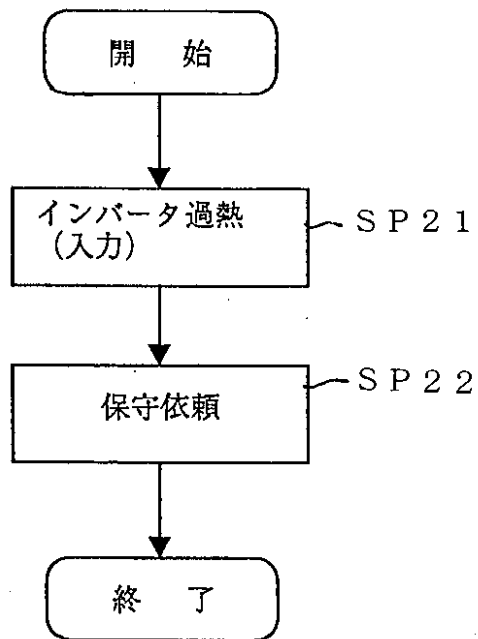 開　始
インバータ過熱
(入力)
SP21
保守依頼
SP22
終　了